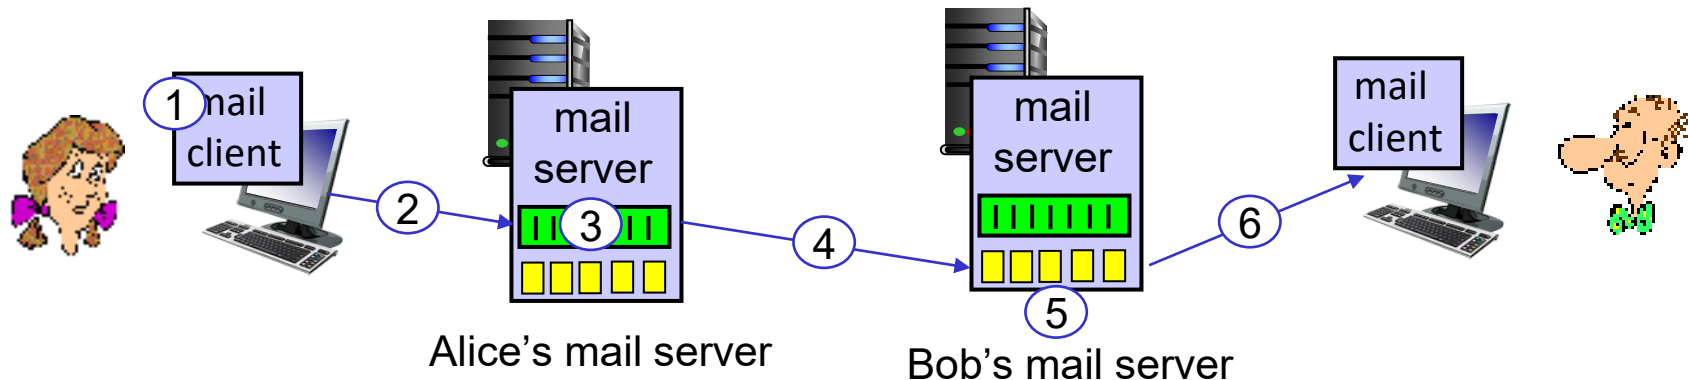 1
mail
client
2
mail
server
3
Alice's mail server
4
mail
server
5
Bob's mail server
6
mail
client